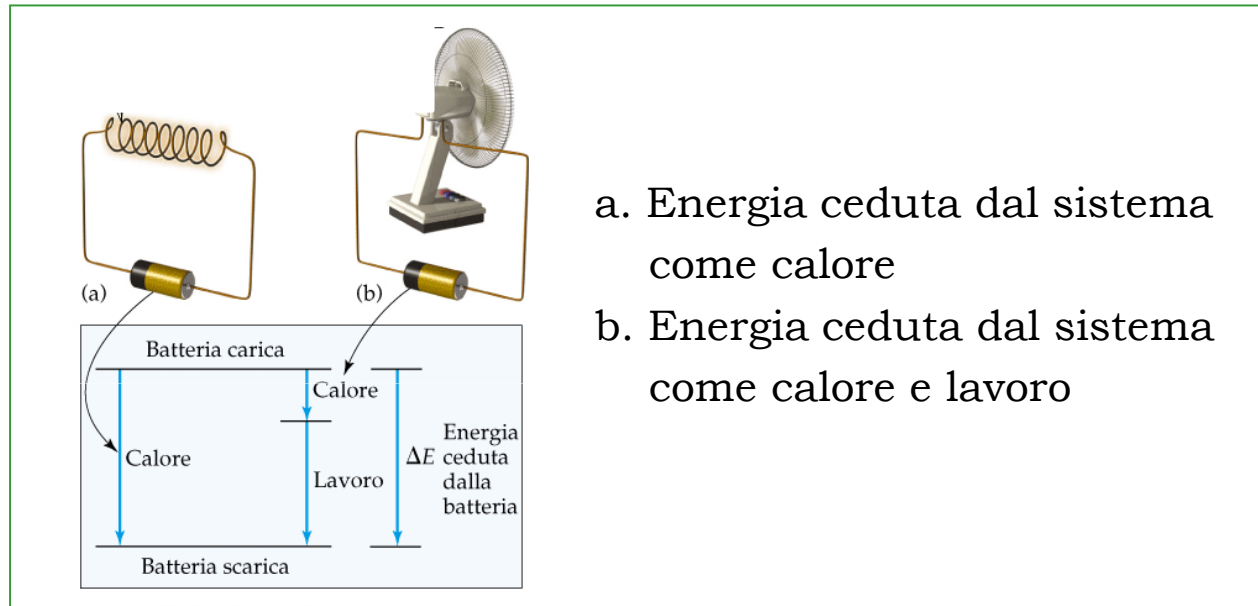 (a)
(b)
Batteria carica
Calore
Calore
Lavoro
ΔE
Energia
ceduta
dalla
batteria
Batteria scarica
a. Energia ceduta dal sistema
come calore
b. Energia ceduta dal sistema
come calore e lavoro